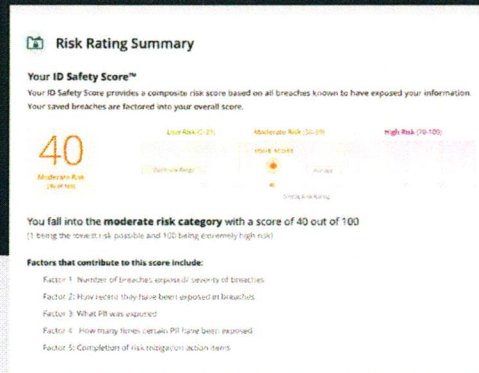 Risk Rating Summary
Your ID Safety Score™
Your ID Safety Score provides a composite risk score based on all breaches known to have exposed your information.
Your saved breaches are factored into your overall score.
40
Moderate Risk
Low Risk
Moderate Risk
High Risk (70-100)
YOUR SCORE
You fall into the moderate risk category with a score of 40 out of 100
(1 being the lowest risk possible and 100 being extremely high risk)
Factors that contribute to this score include:
Factor 1: Number of breaches exposed/ severity of breaches
Factor 2: How recent they have been exposed in breaches
Factor 3: What PII was exposed
Factor 4: How many times certain PII have been exposed
Factor 5: Completion of risk mitigation action items